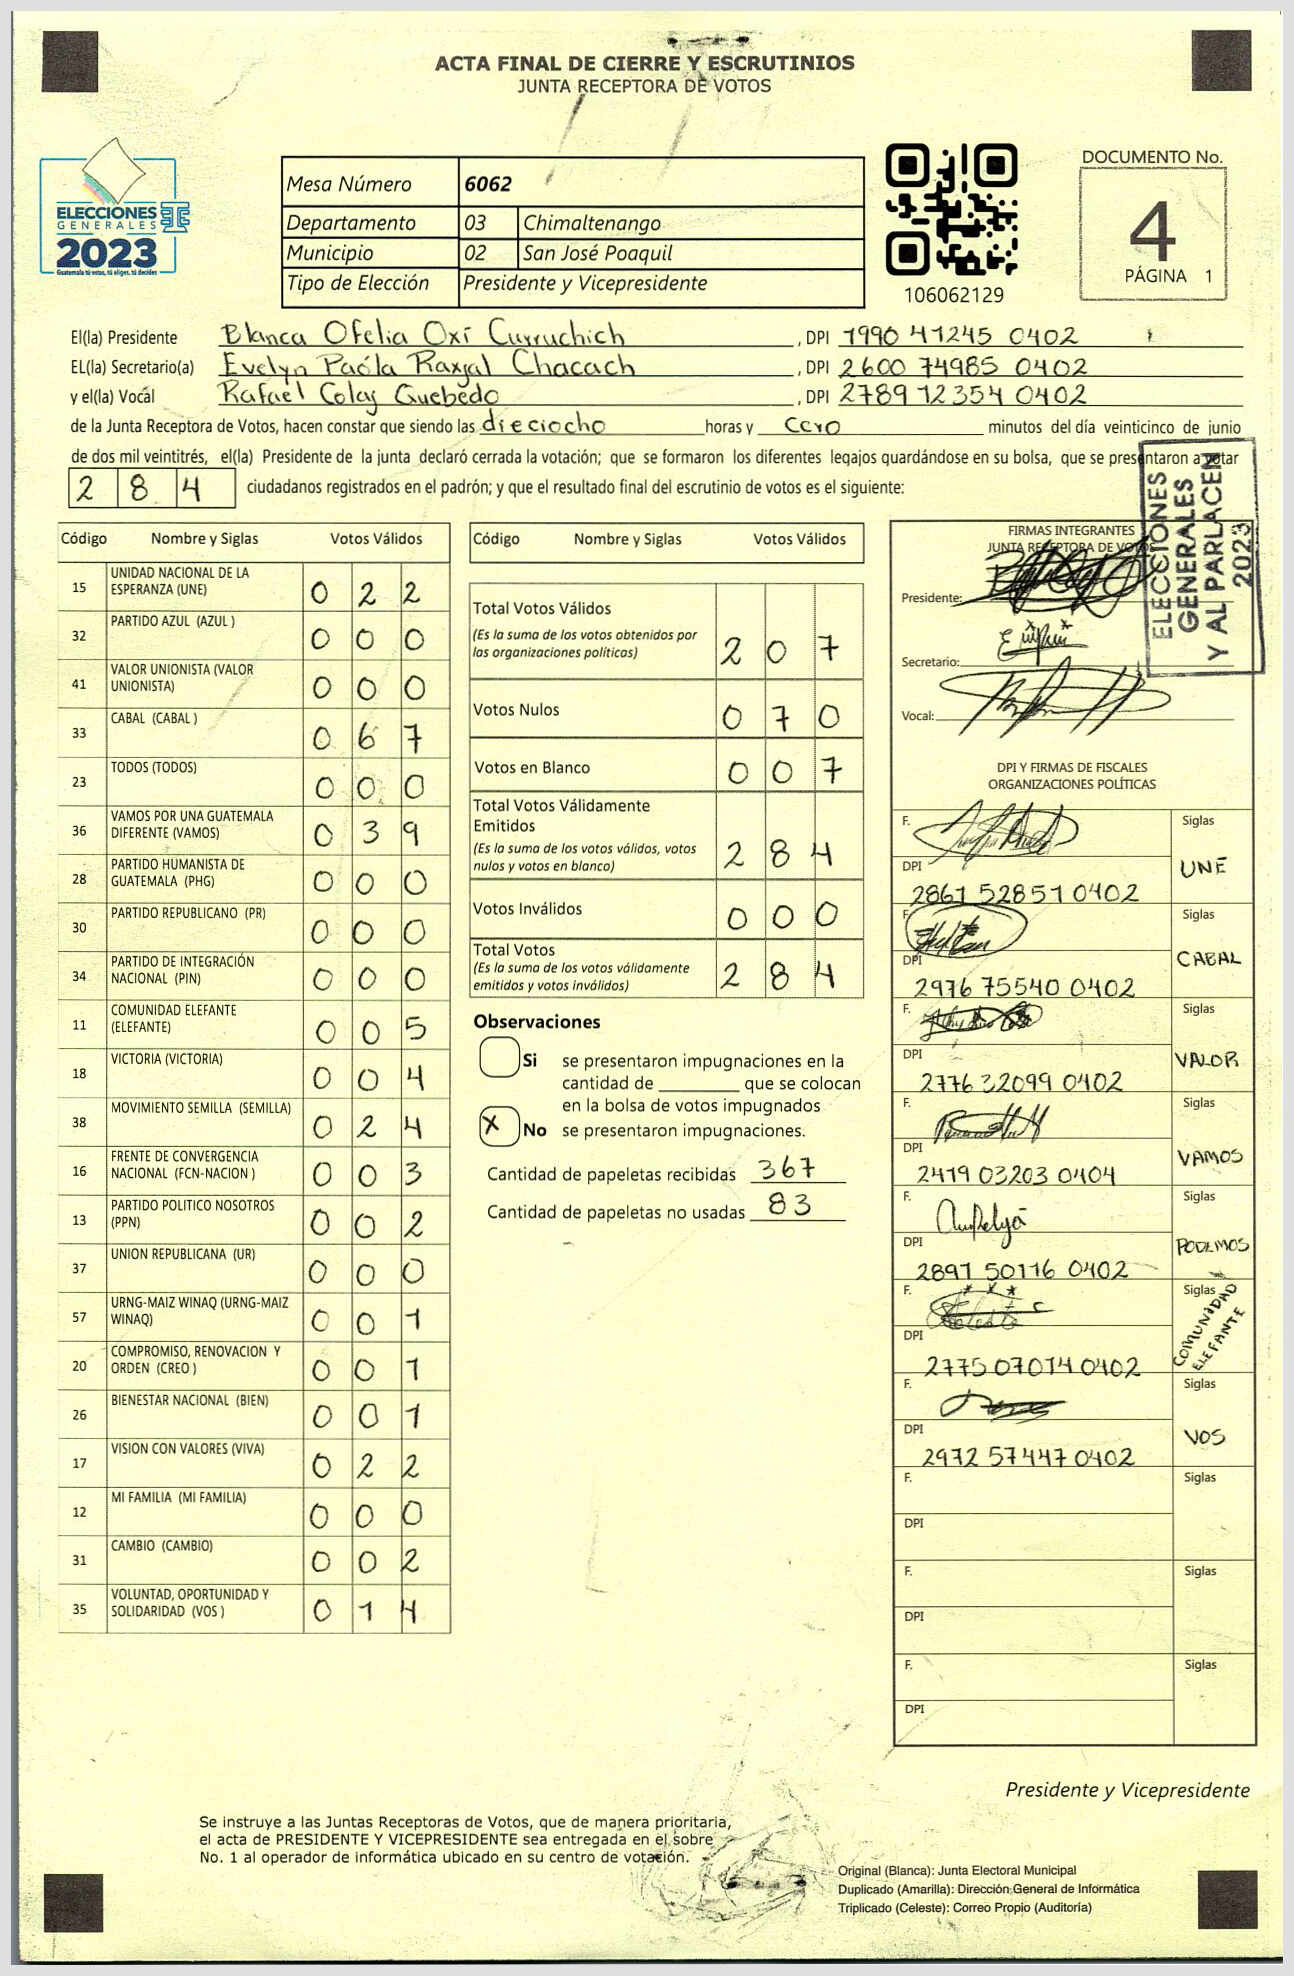 ACTA FINAL DE CIERRE Y ESCRUTINIOS
JUNTA RECEPTORA DE VOTOS
ELECCIONES
GENERALES
2023
Guatemala tú votas, tú eliges, tú decides
Mesa Número 6062
Departamento 03 Chimaltenango
Municipio 02 San José Poaquil
Tipo de Elección Presidente y Vicepresidente
106062129
DOCUMENTO No.
4
PÁGINA 1
El(la) Presidente Blanca Ofelia Oxí Curruchich, DPI 1990 41245 0402
EL(la) Secretario(a) Evelyn Paóla Raxjal Chacach, DPI 2600 74985 0402
y el(la) Vocál Rafael Colaj Quebedo, DPI 2789 12354 0402
de la Junta Receptora de Votos, hacen constar que siendo las dieciocho horas y cero minutos del día veinticinco de junio
de dos mil veintitrés, el(la) Presidente de la junta declaró cerrada la votación; que se formaron los diferentes legajos quardándose en su bolsa, que se presentaron a votar
2 8 4 ciudadanos registrados en el padrón; y que el resultado final del escrutinio de votos es el siguiente:
ELECCIONES
GENERALES
Y AL PARLACEN
2023
Código Nombre y Siglas Votos Válidos
15 UNIDAD NACIONAL DE LA ESPERANZA (UNE) 0 2 2
32 PARTIDO AZUL (AZUL ) 0 0 0
41 VALOR UNIONISTA (VALOR UNIONISTA) 0 0 0
33 CABAL (CABAL ) 0 6 7
23 TODOS (TODOS) 0 0 0
36 VAMOS POR UNA GUATEMALA DIFERENTE (VAMOS) 0 3 9
28 PARTIDO HUMANISTA DE GUATEMALA (PHG) 0 0 0
30 PARTIDO REPUBLICANO (PR) 0 0 0
34 PARTIDO DE INTEGRACIÓN NACIONAL (PIN) 0 0 0
11 COMUNIDAD ELEFANTE (ELEFANTE) 0 0 5
18 VICTORIA (VICTORIA) 0 0 4
38 MOVIMIENTO SEMILLA (SEMILLA) 0 2 4
16 FRENTE DE CONVERGENCIA NACIONAL (FCN-NACION ) 0 0 3
13 PARTIDO POLITICO NOSOTROS (PPN) 0 0 2
37 UNION REPUBLICANA (UR) 0 0 0
57 URNG-MAIZ WINAQ (URNG-MAIZ WINAQ) 0 0 1
20 COMPROMISO, RENOVACION Y ORDEN (CREO ) 0 0 1
26 BIENESTAR NACIONAL (BIEN) 0 0 1
17 VISION CON VALORES (VIVA) 0 2 2
12 MI FAMILIA (MI FAMILIA) 0 0 0
31 CAMBIO (CAMBIO) 0 0 2
35 VOLUNTAD, OPORTUNIDAD Y SOLIDARIDAD (VOS ) 0 1 4
Código Nombre y Siglas Votos Válidos
Total Votos Válidos
(Es la suma de los votos obtenidos por
las organizaciones políticas) 2 0 7
Votos Nulos 0 7 0
Votos en Blanco 0 0 7
Total Votos Válidamente
Emitidos
(Es la suma de los votos válidos, votos
nulos y votos en blanco) 2 8 4
Votos Inválidos 0 0 0
Total Votos
(Es la suma de los votos válidamente
emitidos y votos inválidos) 2 8 4
Observaciones
Si se presentaron impugnaciones en la
cantidad de ________ que se colocan
en la bolsa de votos impugnados
X No se presentaron impugnaciones.
Cantidad de papeletas recibidas 367
Cantidad de papeletas no usadas 83
FIRMAS INTEGRANTES
JUNTA RECEPTORA DE VOTOS
Presidente:
Secretario:
Vocal:
DPI Y FIRMAS DE FISCALES
ORGANIZACIONES POLÍTICAS
F. Siglas
DPI 2861 52851 0402 UNE
F. Siglas
DPI 2976 75540 0402 CABAL
F. Siglas
DPI 2776 32099 0402 VALOR
F. Siglas
DPI 2419 03203 0404 VAMOS
F. Siglas
DPI 2897 50116 0402 PODEMOS
F. Siglas
DPI 2775 07014 0402 COMUNIDAD ELEFANTE
F. Siglas
DPI 2972 57447 0402 VOS
F. Siglas
DPI
F. Siglas
DPI
F. Siglas
DPI
Presidente y Vicepresidente
Se instruye a las Juntas Receptoras de Votos, que de manera prioritaria,
el acta de PRESIDENTE Y VICEPRESIDENTE sea entregada en el sobre
No. 1 al operador de informática ubicado en su centro de votación.
Original (Blanca): Junta Electoral Municipal
Duplicado (Amarilla): Dirección General de Informática
Triplicado (Celeste): Correo Propio (Auditoría)